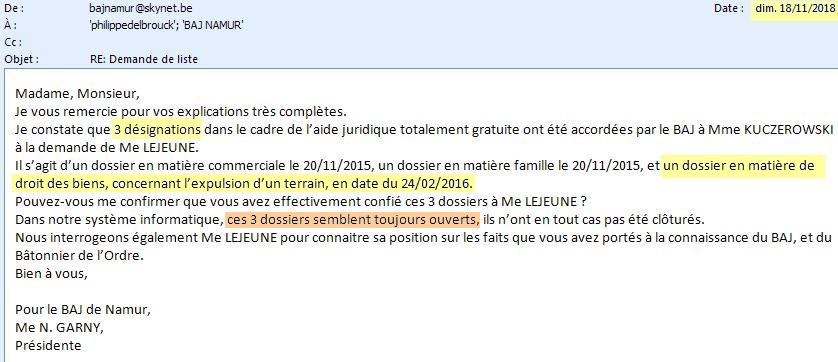 De : bajnamur@skynet.be Date : dim. 18/11/2018
À : 'philippedelbrouck'; 'BAJ NAMUR'
Cc :
Objet : RE: Demande de liste
Madame, Monsieur,
Je vous remercie pour vos explications très complètes.
Je constate que 3 désignations dans le cadre de l'aide juridique totalement gratuite ont été accordées par le BAJ à Mme KUCZEROWSKI
à la demande de Me LEJEUNE.
Il s'agit d'un dossier en matière commerciale le 20/11/2015, un dossier en matière famille le 20/11/2015, et un dossier en matière de
droit des biens, concernant l'expulsion d'un terrain, en date du 24/02/2016.
Pouvez-vous me confirmer que vous avez effectivement confié ces 3 dossiers à Me LEJEUNE ?
Dans notre système informatique, ces 3 dossiers semblent toujours ouverts, ils n'ont en tout cas pas été clôturés.
Nous interrogeons également Me LEJEUNE pour connaitre sa position sur les faits que vous avez portés à la connaissance du BAJ, et du
Bâtonnier de l'Ordre.
Bien à vous,
Pour le BAJ de Namur,
Me N. GARNY,
Présidente